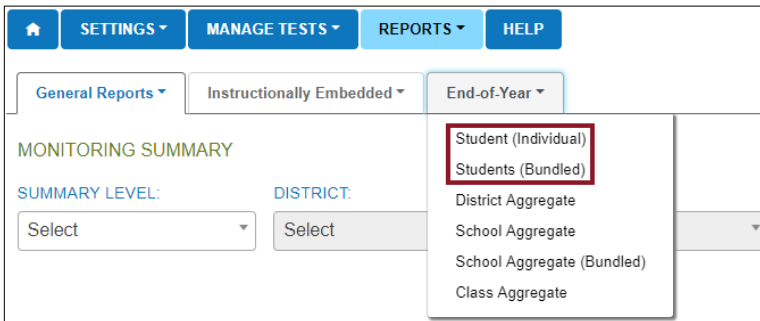 SETTINGS MANAGE TESTS REPORTS HELP
General Reports Instructionally Embedded End-of-Year
Student (Individual)
MONITORING SUMMARY
Students (Bundled)
SUMMARY LEVEL: DISTRICT:
District Aggregate
Select Select
School Aggregate
School Aggregate (Bundled)
Class Aggregate